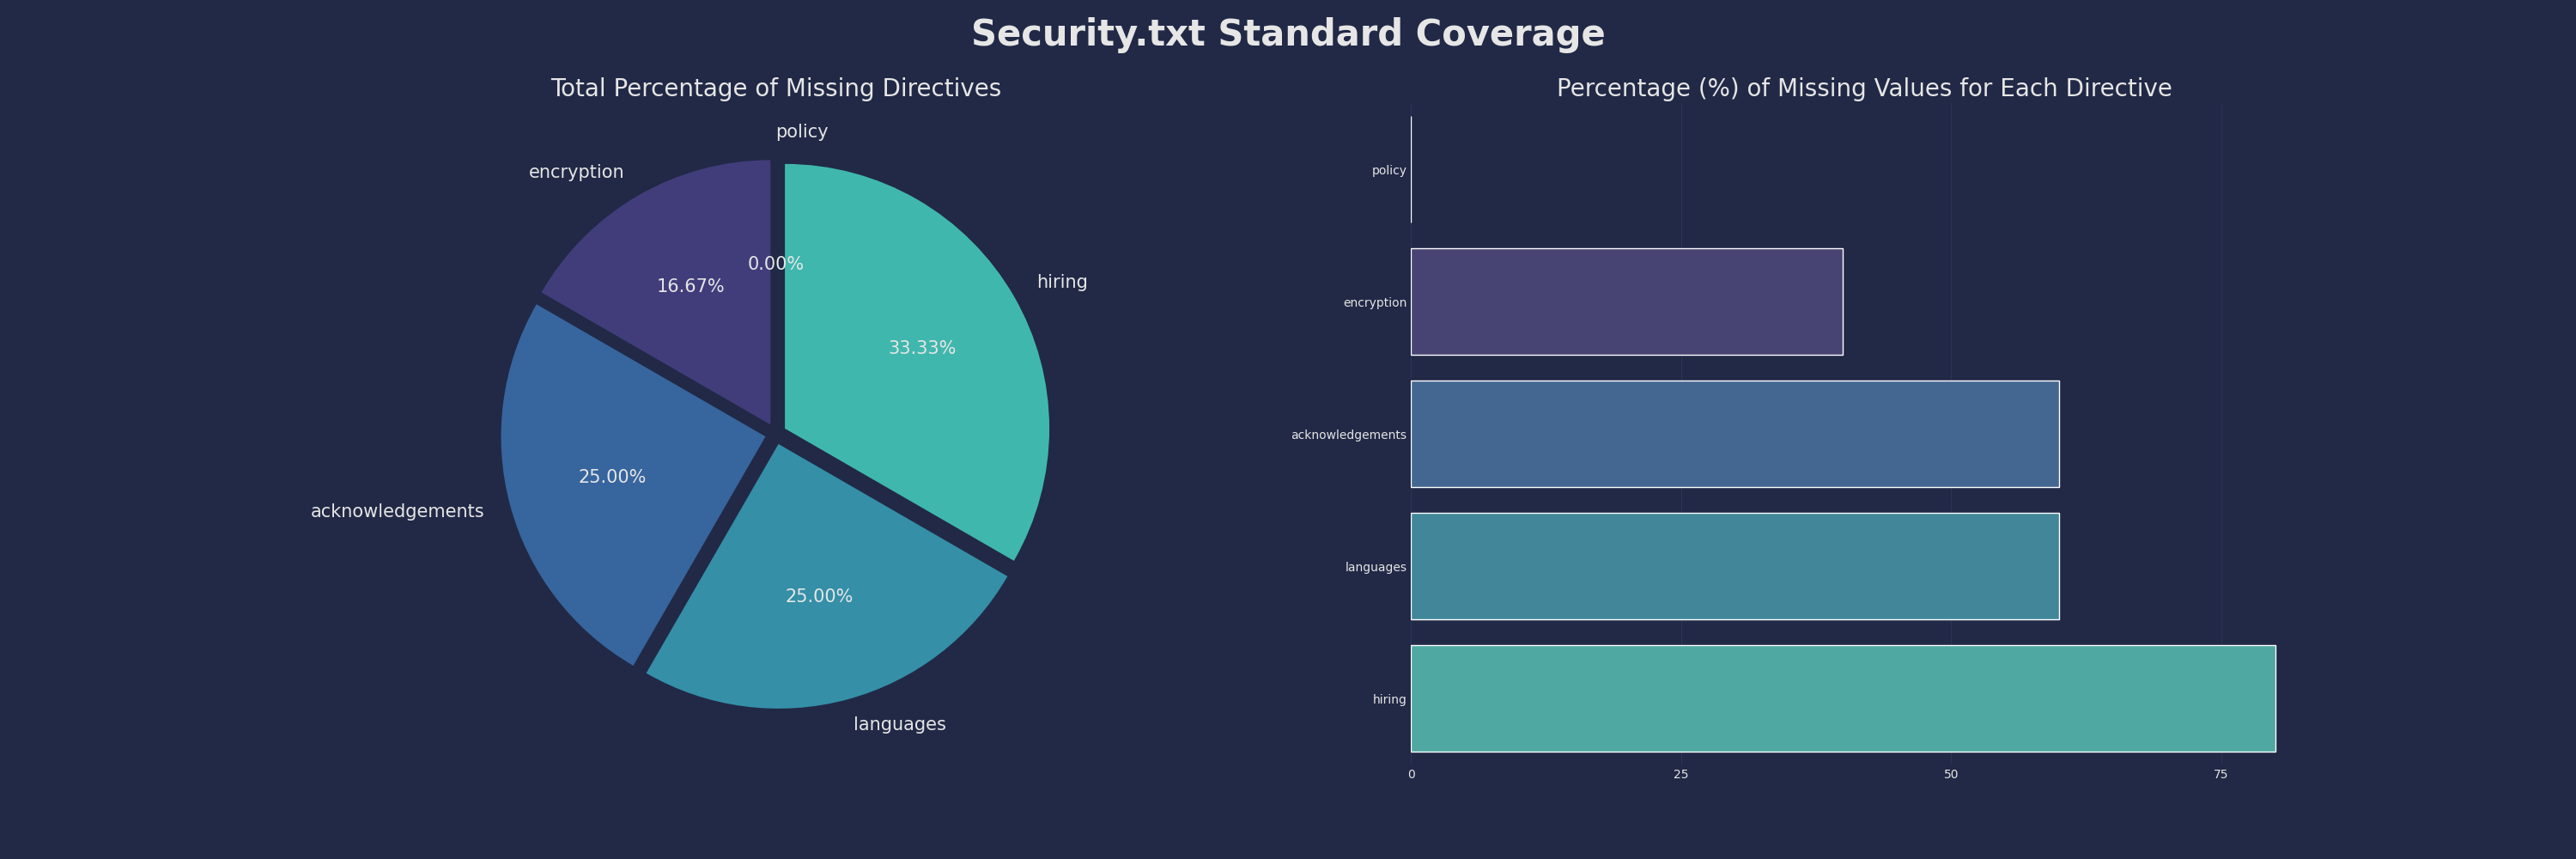 Security.txt Standard Coverage
Total Percentage of Missing Directives
policy
encryption
0.00%
16.67%
hiring
33.33%
25.00%
acknowledgements
25.00%
languages
Percentage (%) of Missing Values for Each Directive
policy
encryption
acknowledgements
languages
hiring
0 25 50 75